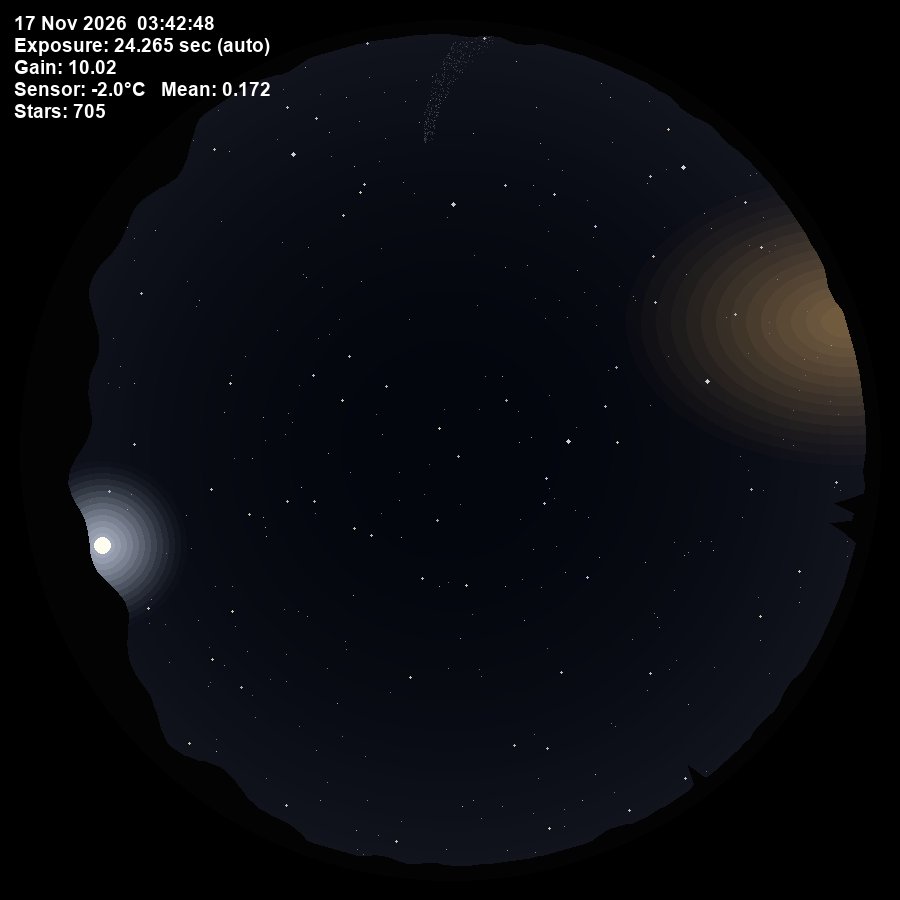 17 Nov 2026  03:42:48
Exposure: 24.265 sec (auto)
Gain: 10.02
Sensor: -2.0°C   Mean: 0.172
Stars: 705